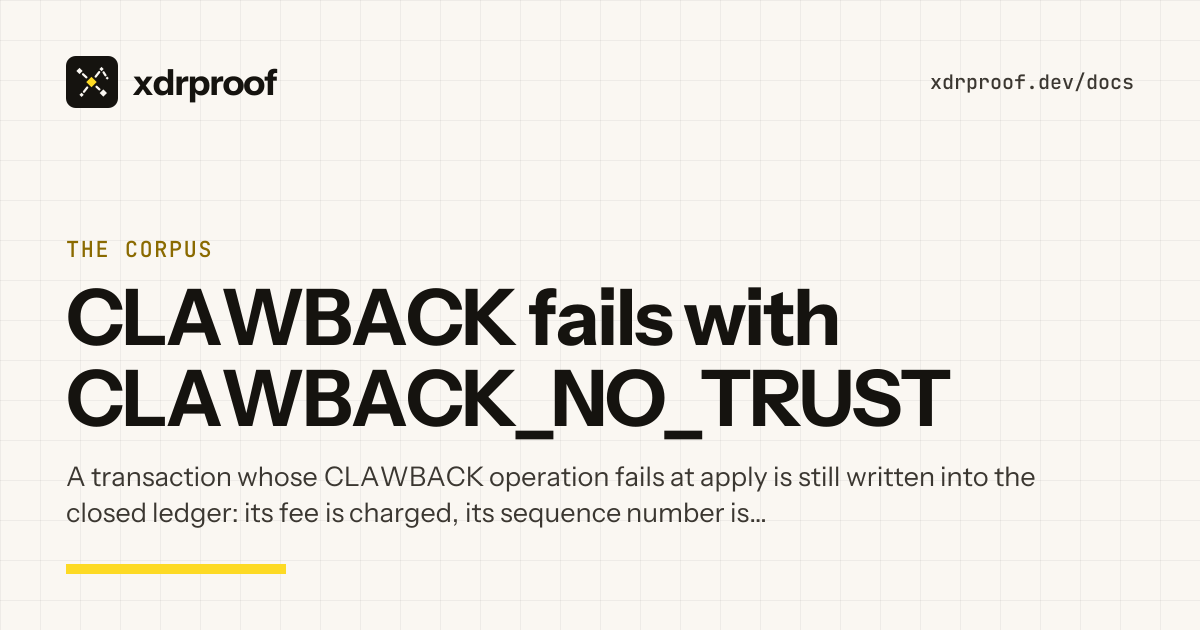 xdrproof
xdrproof.dev/docs
THE CORPUS
CLAWBACK fails with
CLAWBACK_NO_TRUST
A transaction whose CLAWBACK operation fails at apply is still written into the
closed ledger: its fee is charged, its sequence number is...